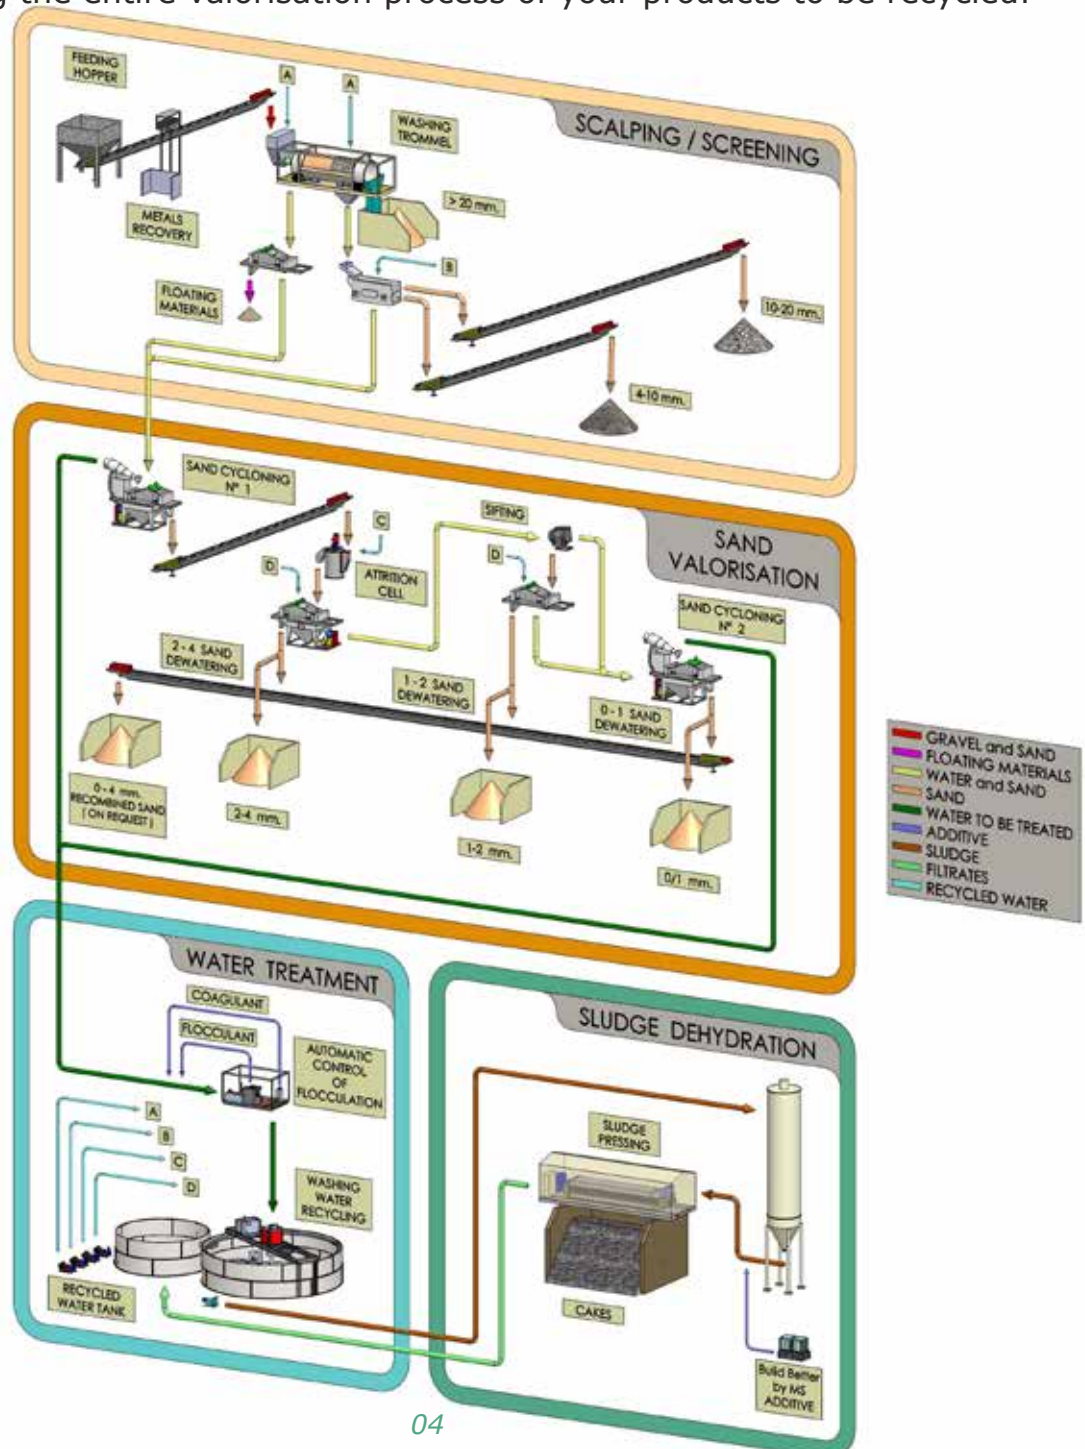 g the entire valorisation process of your products to be recycled.
FEEDING
HOPPER
A
A
WASHING
TROMMEL
SCALPING / SCREENING
> 20 mm.
METALS
RECOVERY
B
FLOATING
MATERIALS
10-20 mm.
4-10 mm.
SAND CYCLONING
Nº 1
SIFTING
SAND
VALORISATION
C
D
ATTRITION
CELL
D
SAND CYCLONING
Nº 2
2 - 4 SAND
DEWATERING
1 - 2 SAND
DEWATERING
0 - 1 SAND
DEWATERING
0 - 4 mm.
RECOMBINED SAND
( ON REQUEST )
2-4 mm.
1-2 mm.
0/1 mm.
GRAVEL and SAND
FLOATING MATERIALS
WATER and SAND
SAND
WATER TO BE TREATED
ADDITIVE
SLUDGE
FILTRATES
RECYCLED WATER
WATER TREATMENT
COAGULANT
FLOCCULANT
AUTOMATIC
CONTROL
OF
FLOCCULATION
A
B
C
D
WASHING
WATER
RECYCLING
RECYCLED
WATER TANK
SLUDGE DEHYDRATION
SLUDGE
PRESSING
CAKES
Build Better
by MS
ADDITIVE
04